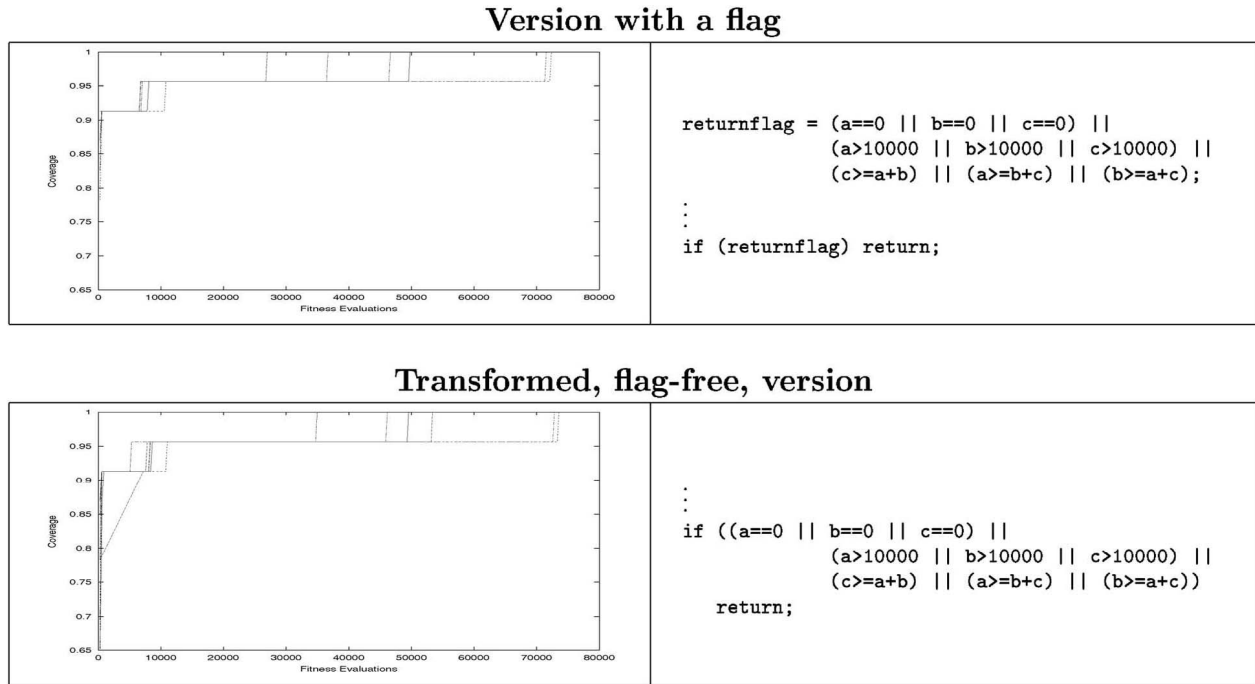 Version with a flag
1
0.95
0.9
0.85
0.8
0.75
0.7
0.65
Coverage
0 10000 20000 30000 40000 50000 60000 70000 80000
Fitness Evaluations
returnflag = (a==0 || b==0 || c==0) ||
(a>10000 || b>10000 || c>10000) ||
(c>=a+b) || (a>=b+c) || (b>=a+c);
.
.
.
if (returnflag) return;
Transformed, flag-free, version
1
0.95
0.9
0.85
0.8
0.75
0.7
0.65
Coverage
0 10000 20000 30000 40000 50000 60000 70000 80000
Fitness Evaluations
.
.
.
if ((a==0 || b==0 || c==0) ||
(a>10000 || b>10000 || c>10000) ||
(c>=a+b) || (a>=b+c) || (b>=a+c))
return;